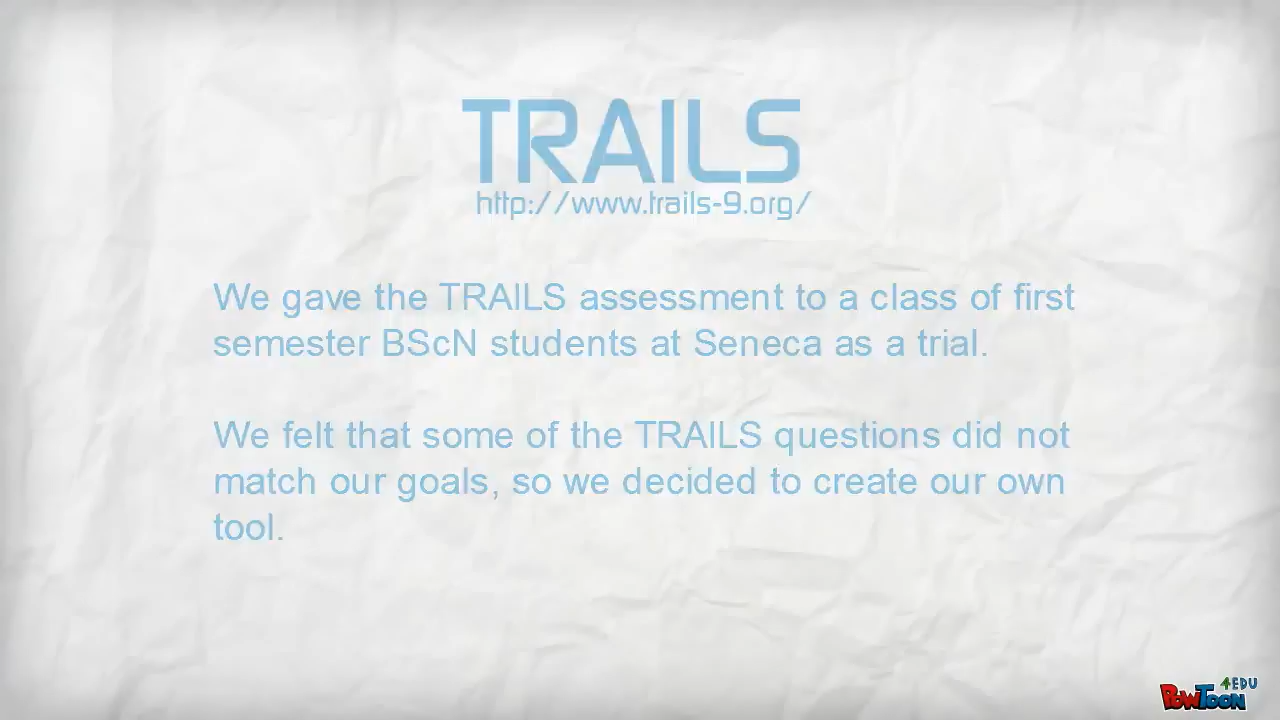 TRAILS
http://www.trails-9.org/
We gave the TRAILS assessment to a class of first
semester BScN students at Seneca as a trial.
We felt that some of the TRAILS questions did not
match our goals, so we decided to create our own
tool.
4EDU
POWTOON